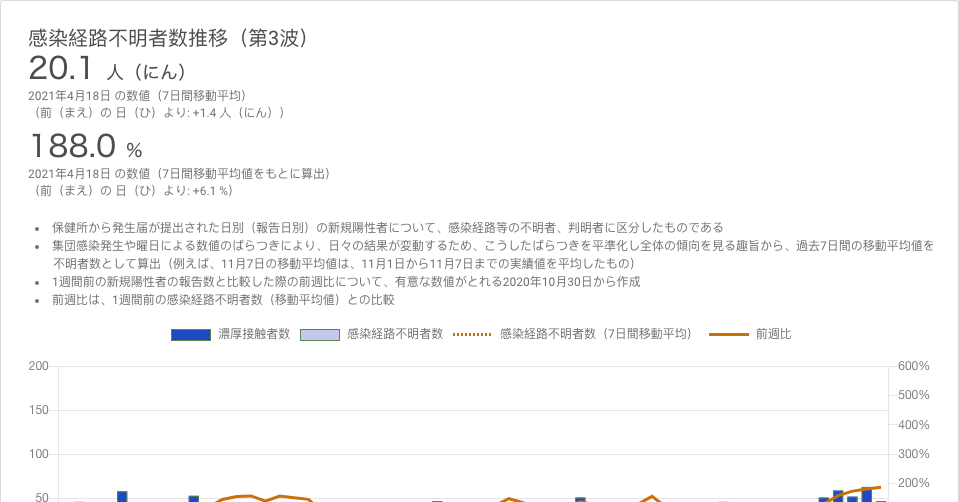 感染経路不明者数推移（第3波）
20.1 人（にん）
2021年4月18日 の数値（7日間移動平均）
（前（まえ）の 日（ひ）より: +1.4 人（にん））
188.0 %
2021年4月18日 の数値（7日間移動平均値をもとに算出）
（前（まえ）の 日（ひ）より: +6.1 %）
• 保健所から発生届が提出された日別（報告日別）の新規陽性者について、感染経路等の不明者、判明者に区分したものである
• 集団感染発生や曜日による数値のばらつきにより、日々の結果が変動するため、こうしたばらつきを平準化し全体の傾向を見る趣旨から、過去7日間の移動平均値を
不明者数として算出（例えば、11月7日の移動平均値は、11月1日から11月7日までの実績値を平均したもの）
• 1週間前の新規陽性者の報告数と比較した際の前週比について、有意な数値がとれる2020年10月30日から作成
• 前週比は、1週間前の感染経路不明者数（移動平均値）との比較
濃厚接触者数 感染経路不明者数 感染経路不明者数（7日間移動平均） 前週比
200 600%
500%
150
400%
100 300%
200%
50